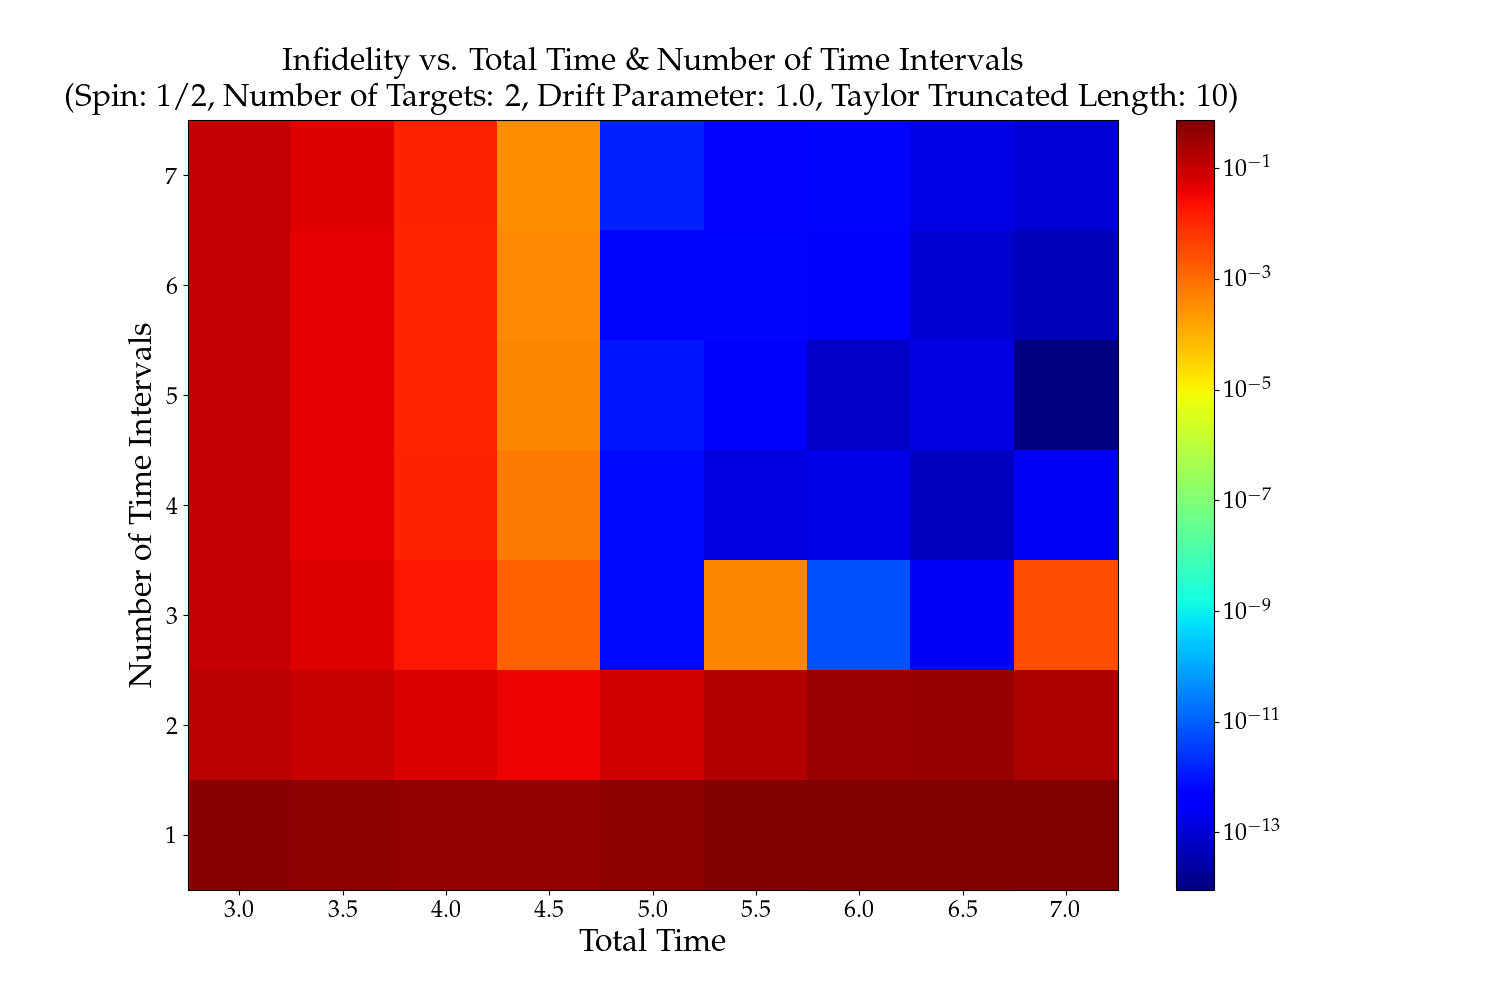 Infidelity vs. Total Time & Number of Time Intervals
(Spin: 1/2, Number of Targets: 2, Drift Parameter: 1.0, Taylor Truncated Length: 10)
Number of Time Intervals
7
6
5
4
3
2
1
3.0 3.5 4.0 4.5 5.0 5.5 6.0 6.5 7.0
Total Time
10⁻¹
10⁻³
10⁻⁵
10⁻⁷
10⁻⁹
10⁻¹¹
10⁻¹³